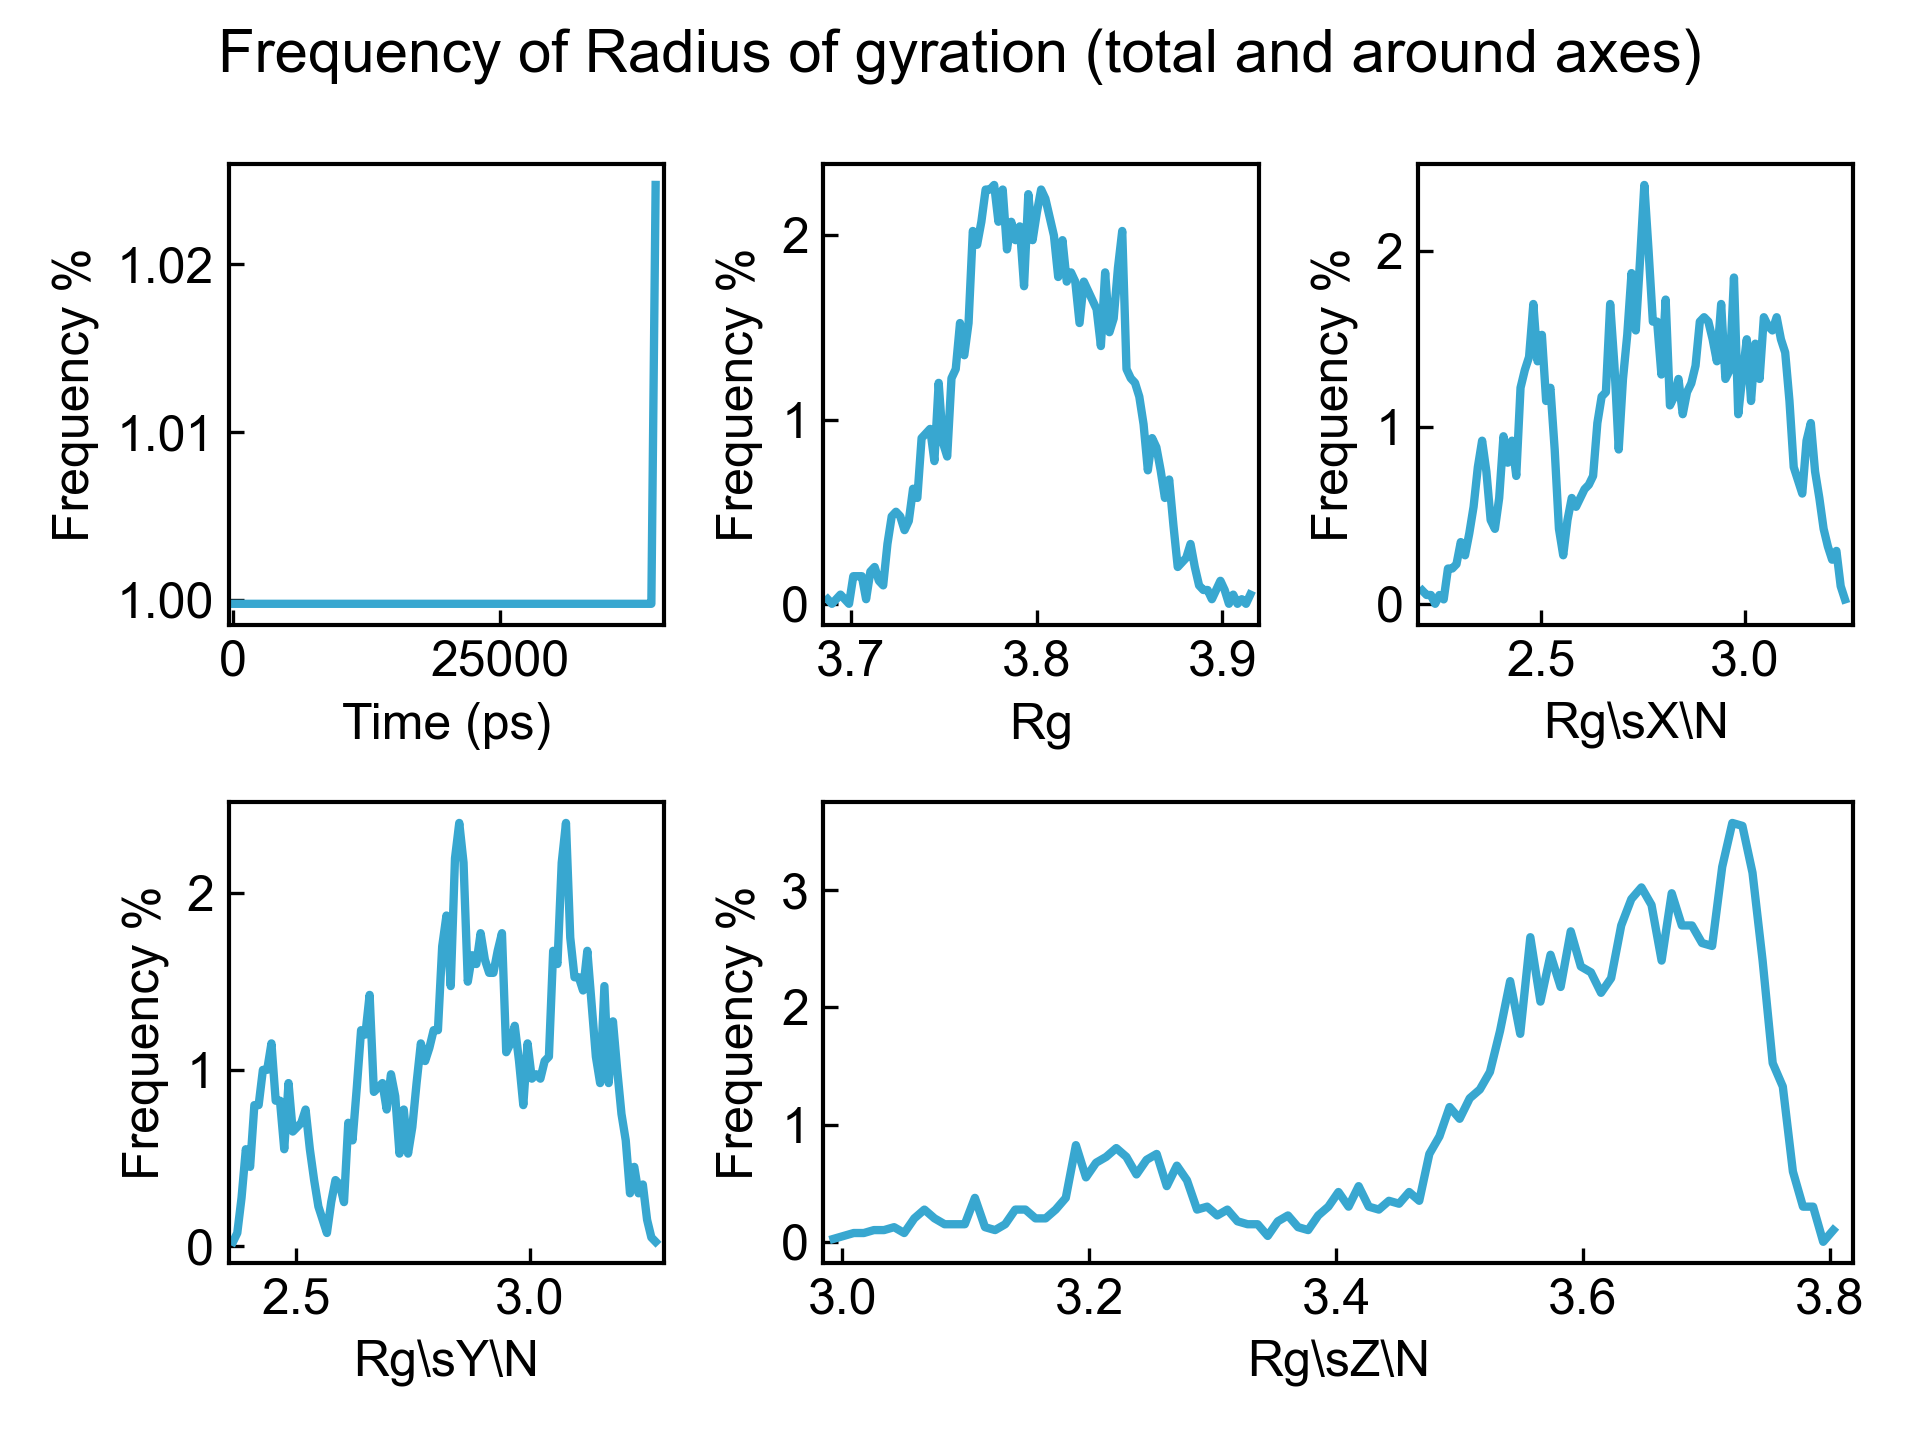 Frequency of Radius of gyration (total and around axes)
Frequency %
1.02
1.01
1.00
0 25000
Time (ps)
Frequency %
2
1
0
3.7 3.8 3.9
Rg
Frequency %
2
1
0
2.5 3.0
Rg\sX\N
Frequency %
2
1
0
2.5 3.0
Rg\sY\N
Frequency %
3
2
1
0
3.0 3.2 3.4 3.6 3.8
Rg\sZ\N